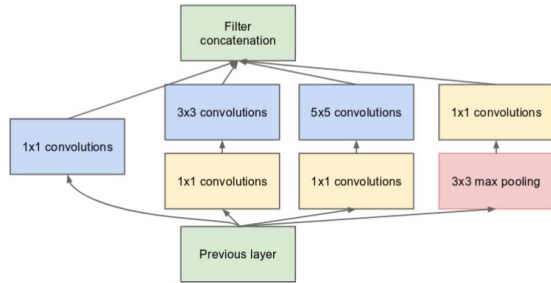 Filter
concatenation
3x3 convolutions
5x5 convolutions
1x1 convolutions
1x1 convolutions
1x1 convolutions
1x1 convolutions
3x3 max pooling
Previous layer